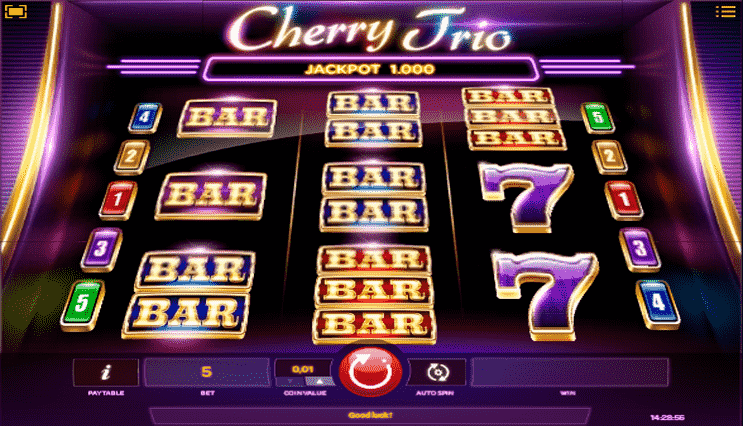 Cherry Trio
JACKPOT 1.000
BAR
BAR
BAR
BAR
BAR
BAR
4
5
2
2
BAR
BAR
BAR
7
1
1
3
3
BAR
BAR
BAR
BAR
BAR
7
5
4
i
5
0,01
PAYTABLE
BET
COIN VALUE
AUTO SPIN
WIN
Good luck!
14:28:56